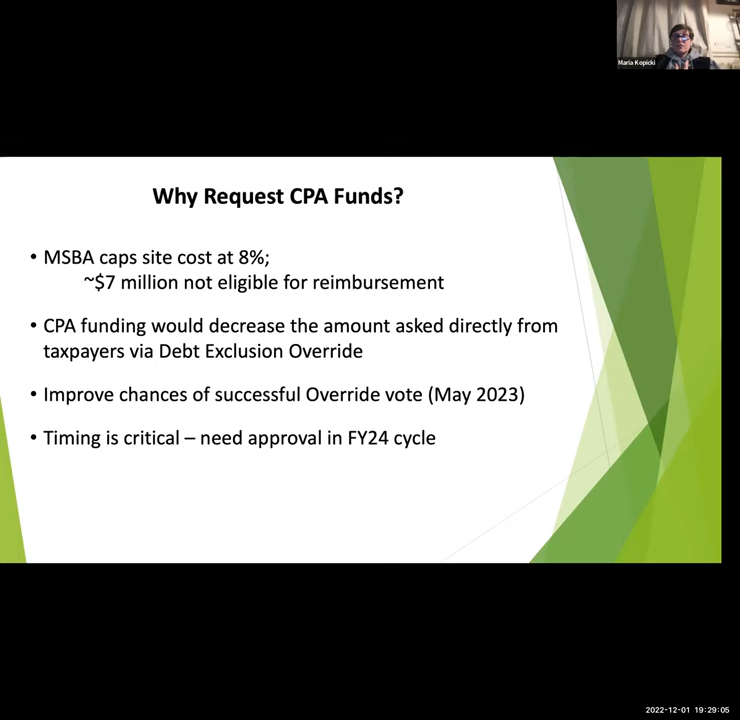 Maria Kopicki
Why Request CPA Funds?
• MSBA caps site cost at 8%;
~$7 million not eligible for reimbursement
• CPA funding would decrease the amount asked directly from
taxpayers via Debt Exclusion Override
• Improve chances of successful Override vote (May 2023)
• Timing is critical – need approval in FY24 cycle
2022-12-01 19:29:05